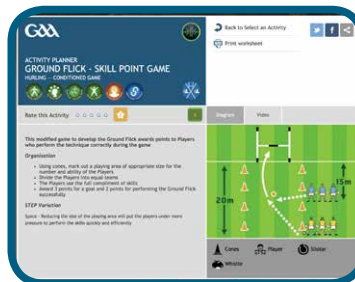 GAA
Back to Select an Activity
Print worksheet
ACTIVITY PLANNER
GROUND FLICK - SKILL POINT GAME
HURLING – CONDITIONED GAME
Rate this Activity
Diagram
Video
This modified game to develop the Ground Flick awards points to Players
who perform the technique correctly during the game
Organisation
Using cones, mark out a playing area of appropriate size for the
number and ability of the Players
Divide the Players into equal teams
The Players use the full compliment of skills
Award 3 points for a goal and 2 points for performing the Ground Flick
successfully
STEP Variation
Space - Reducing the size of the playing area will put the players under more
pressure to perform the skills quickly and efficiently
20m
15m
Cones
Player
Sliotar
Whistle